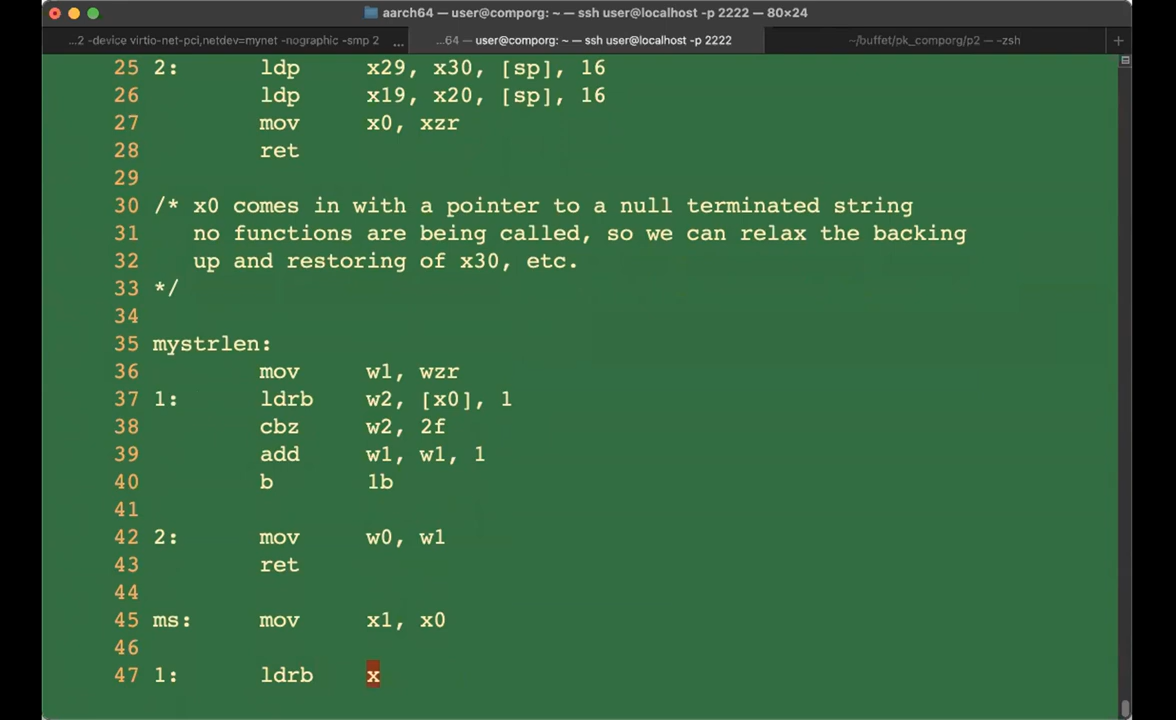 aarch64 — user@comporg: ~ — ssh user@localhost -p 2222 — 80×24
...2 -device virtio-net-pci,netdev=mynet -nographic -smp 2 ... ...64 — user@comporg: ~ — ssh user@localhost -p 2222 ~/buffet/pk_comporg/p2 — -zsh +
25 2: ldp x29, x30, [sp], 16
26 ldp x19, x20, [sp], 16
27 mov x0, xzr
28 ret
29
30 /* x0 comes in with a pointer to a null terminated string
31 no functions are being called, so we can relax the backing
32 up and restoring of x30, etc.
33 */
34
35 mystrlen:
36 mov w1, wzr
37 1: ldrb w2, [x0], 1
38 cbz w2, 2f
39 add w1, w1, 1
40 b 1b
41
42 2: mov w0, w1
43 ret
44
45 ms: mov x1, x0
46
47 1: ldrb x